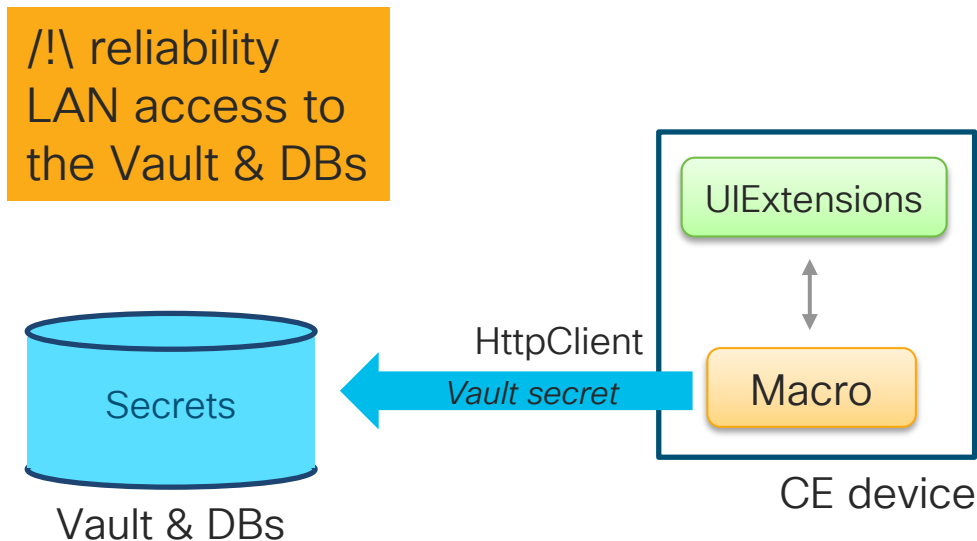 /!\ reliability
LAN access to
the Vault & DBs
UIExtensions
HttpClient
Vault secret
Macro
Secrets
CE device
Vault & DBs